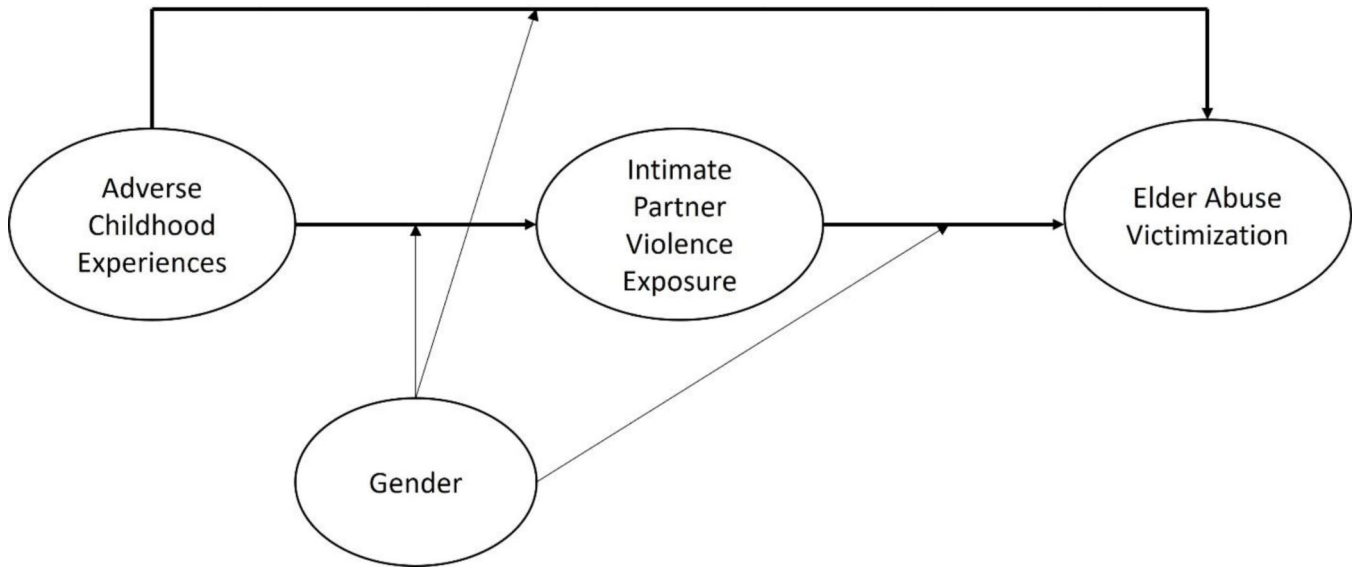 Adverse
Childhood
Experiences
Intimate
Partner
Violence
Exposure
Elder Abuse
Victimization
Gender